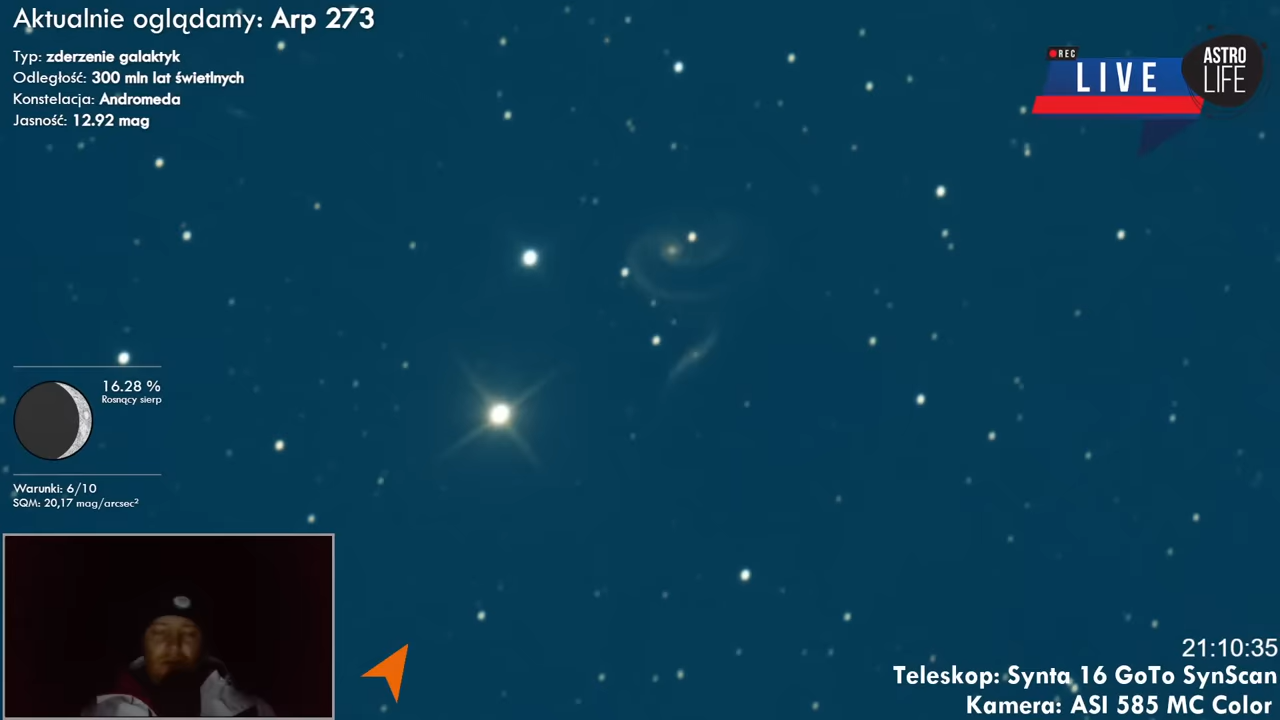 Aktualnie oglądamy: Arp 273
Typ: zderzenie galaktyk
Odległość: 300 mln lat świetlnych
Konstelacja: Andromeda
Jasność: 12.92 mag
REC
LIVE
ASTRO
LIFE
16.28 %
Rosnący sierp
Warunki: 6/10
SQM: 20,17 mag/arcsec²
21:10:35
Teleskop: Synta 16 GoTo SynScan
Kamera: ASI 585 MC Color